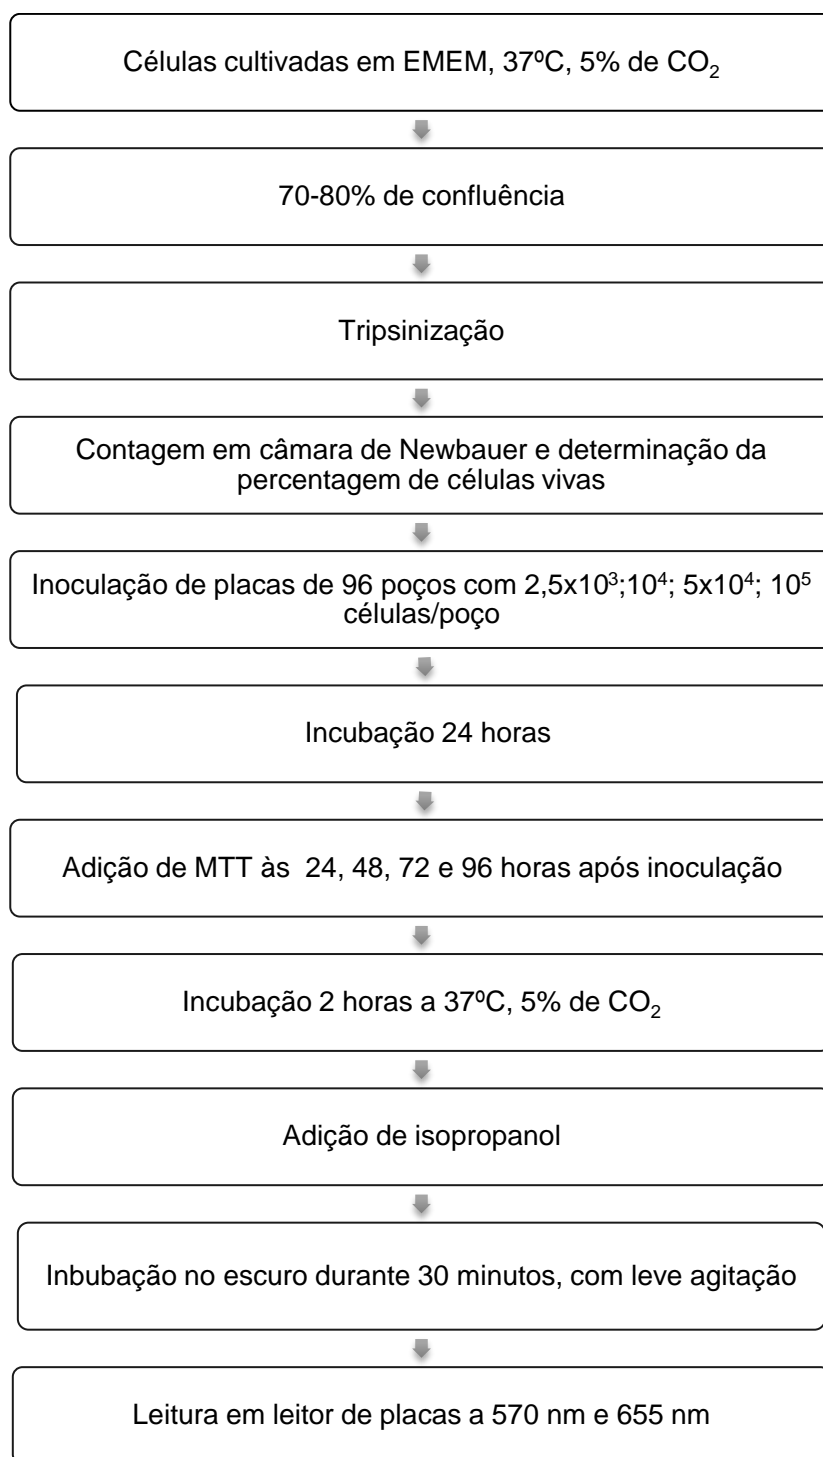 Células cultivadas em EMEM, 37ºC, 5% de CO₂
70-80% de confluência
Tripsinização
Contagem em câmara de Newbauer e determinação da
percentagem de células vivas
Inoculação de placas de 96 poços com 2,5x10³;10⁴; 5x10⁴; 10⁵
células/poço
Incubação 24 horas
Adição de MTT às 24, 48, 72 e 96 horas após inoculação
Incubação 2 horas a 37ºC, 5% de CO₂
Adição de isopropanol
Inbubação no escuro durante 30 minutos, com leve agitação
Leitura em leitor de placas a 570 nm e 655 nm